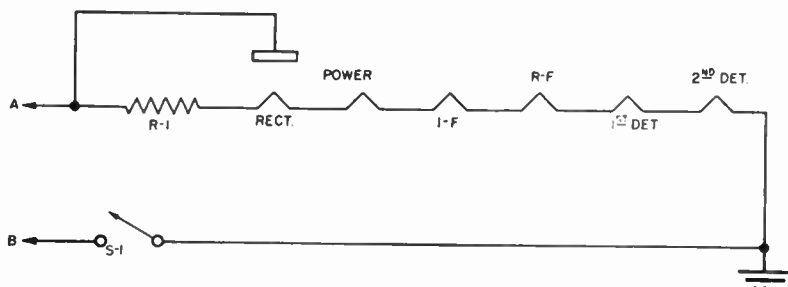 POWER
R-F
2ND DET.
A
R-1
RECT.
I-F
1ST DET
B
S-1